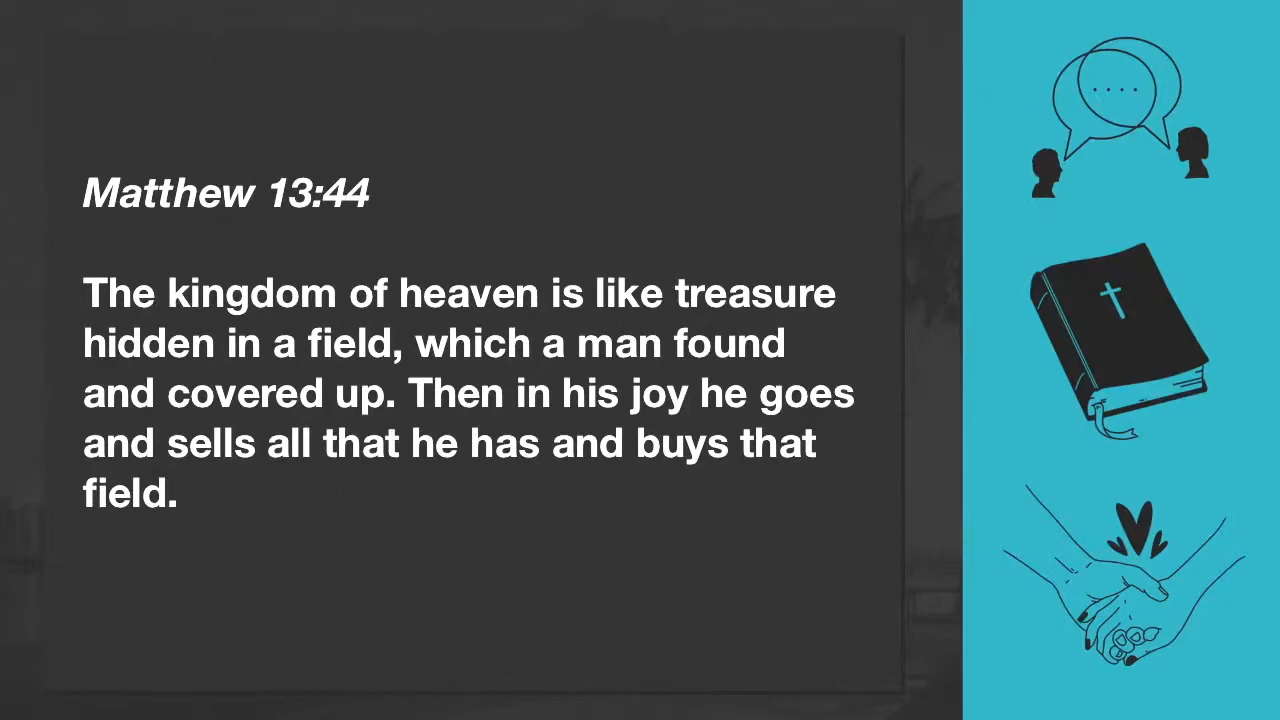 Matthew 13:44
The kingdom of heaven is like treasure
hidden in a field, which a man found
and covered up. Then in his joy he goes
and sells all that he has and buys that
field.